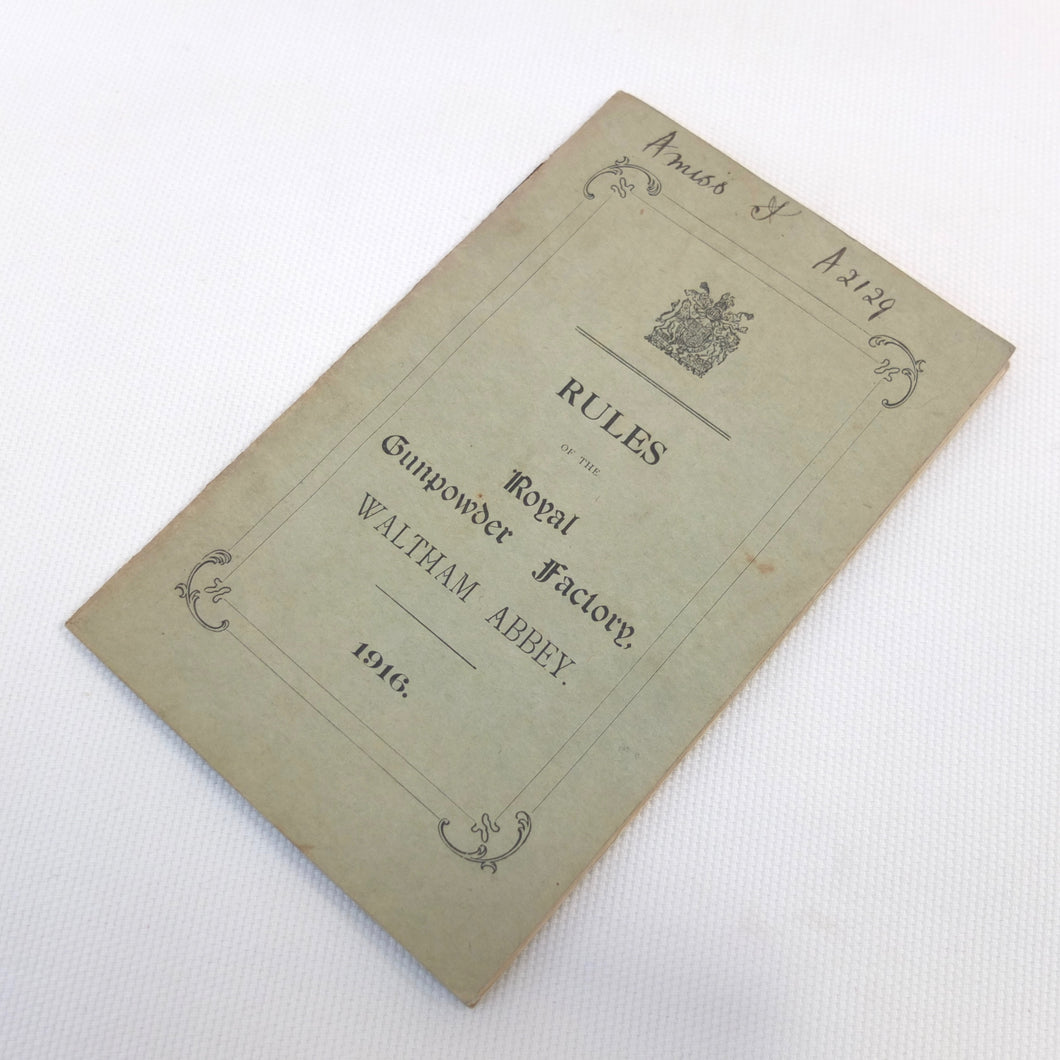 Amiss A2129
RULES
OF THE
Royal
Gunpowder Factory,
WALTHAM ABBEY.
1916.